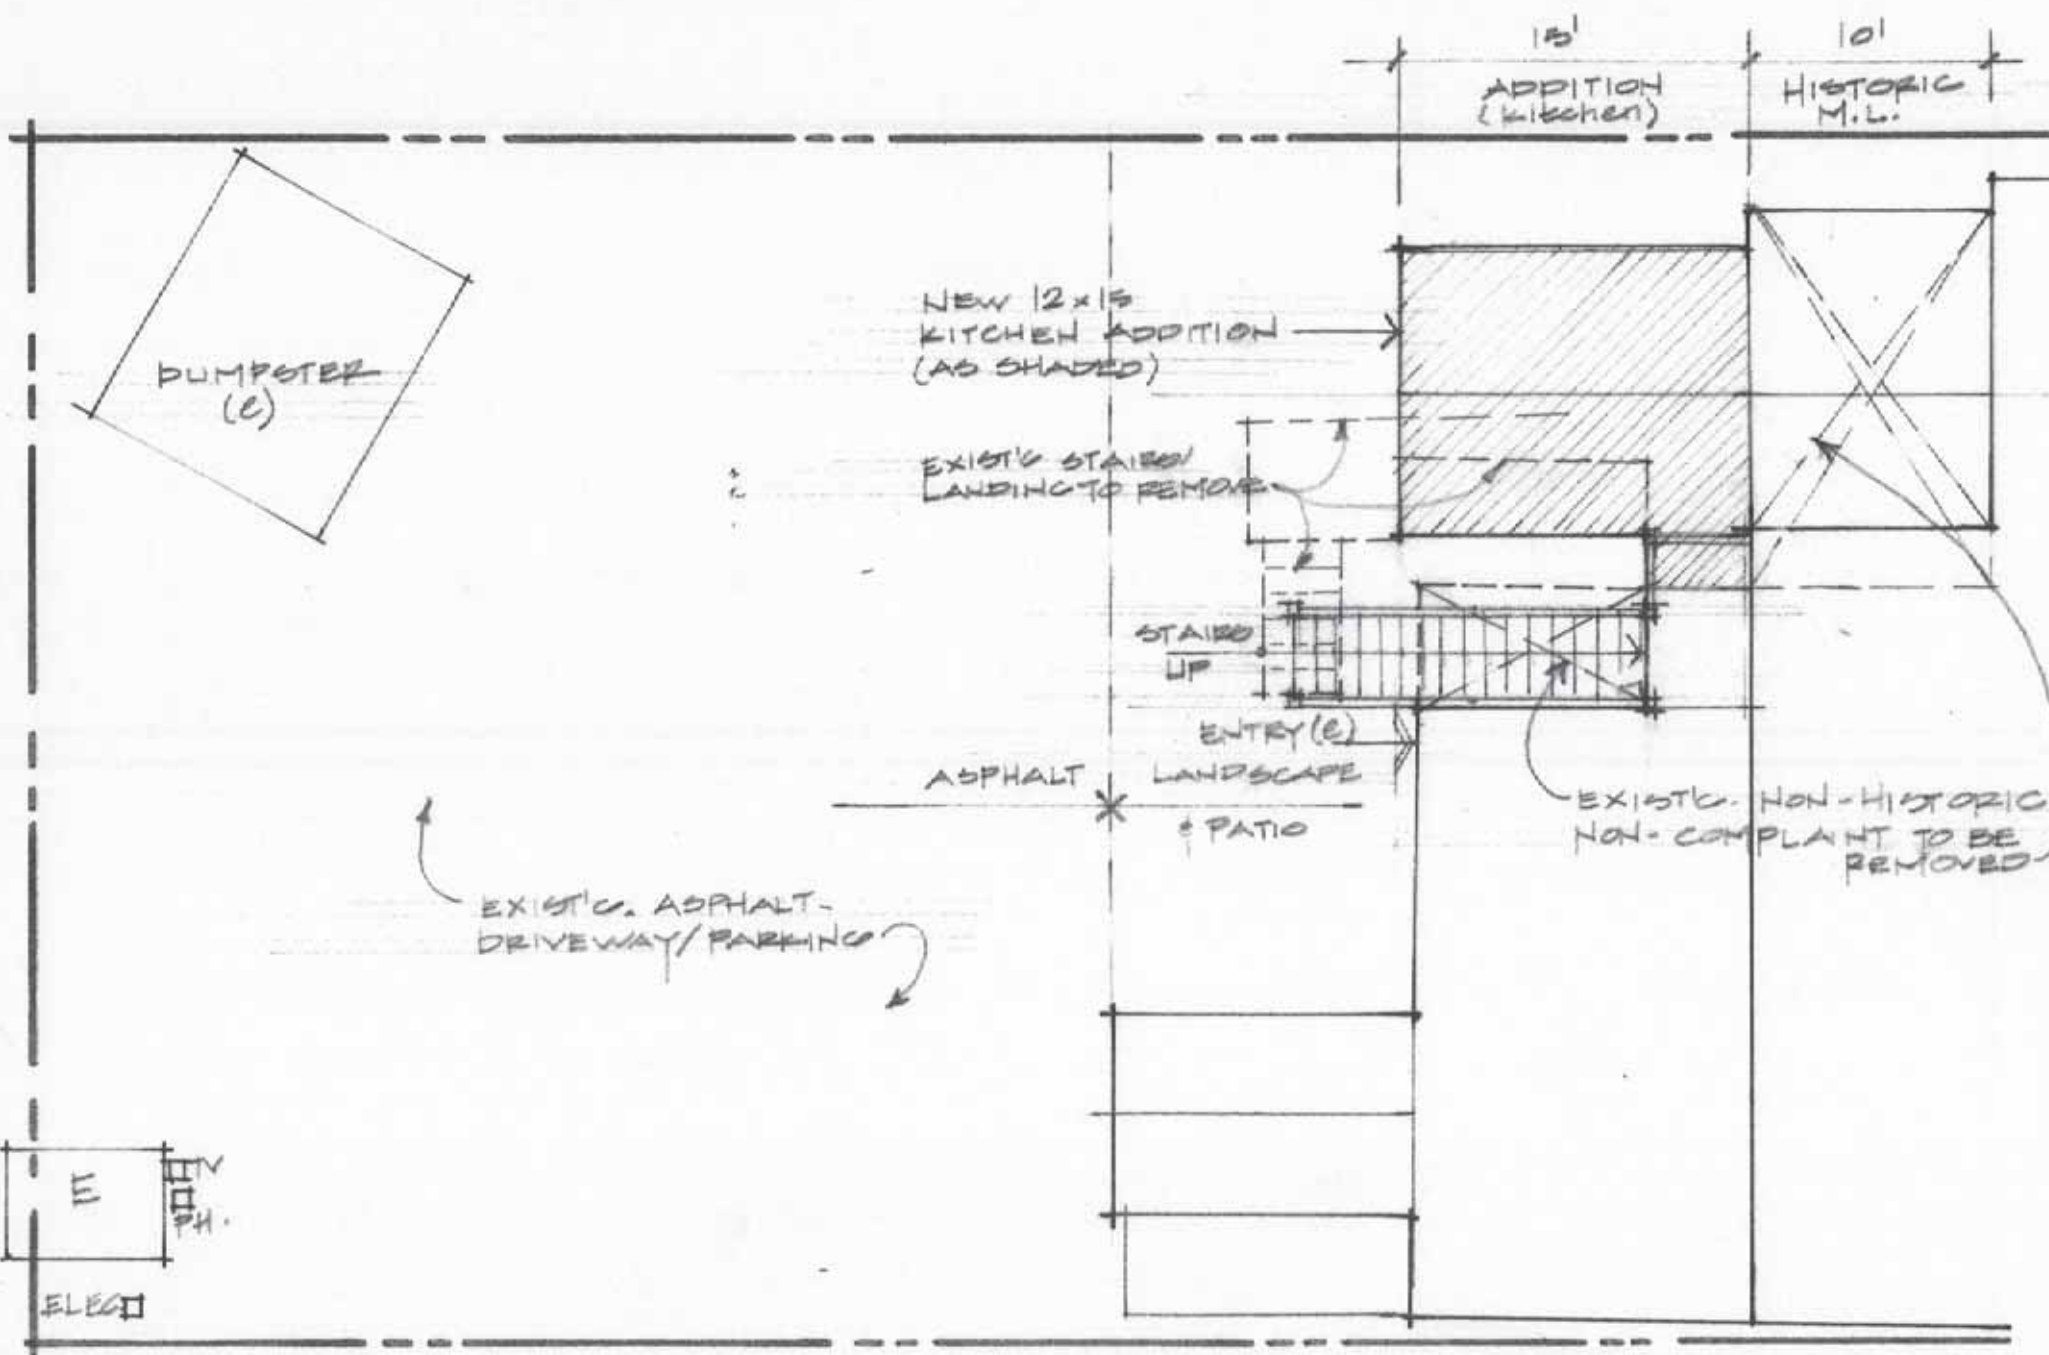 15'
ADDITION
(kitchen)
10'
HISTORIC
M.L.
DUMPSTER
(e)
NEW 12x15
KITCHEN ADDITION
(AS SHADED)
EXIST'G STAIRS/
LANDING TO REMOVE
STAIRS
UP
ENTRY (e)
ASPHALT
LANDSCAPE
& PATIO
EXIST'G. NON-HISTORIC
NON-COMPLAINT TO BE
REMOVED
EXIST'G. ASPHALT-
DRIVEWAY/PARKING
E
TV
PH.
ELEC